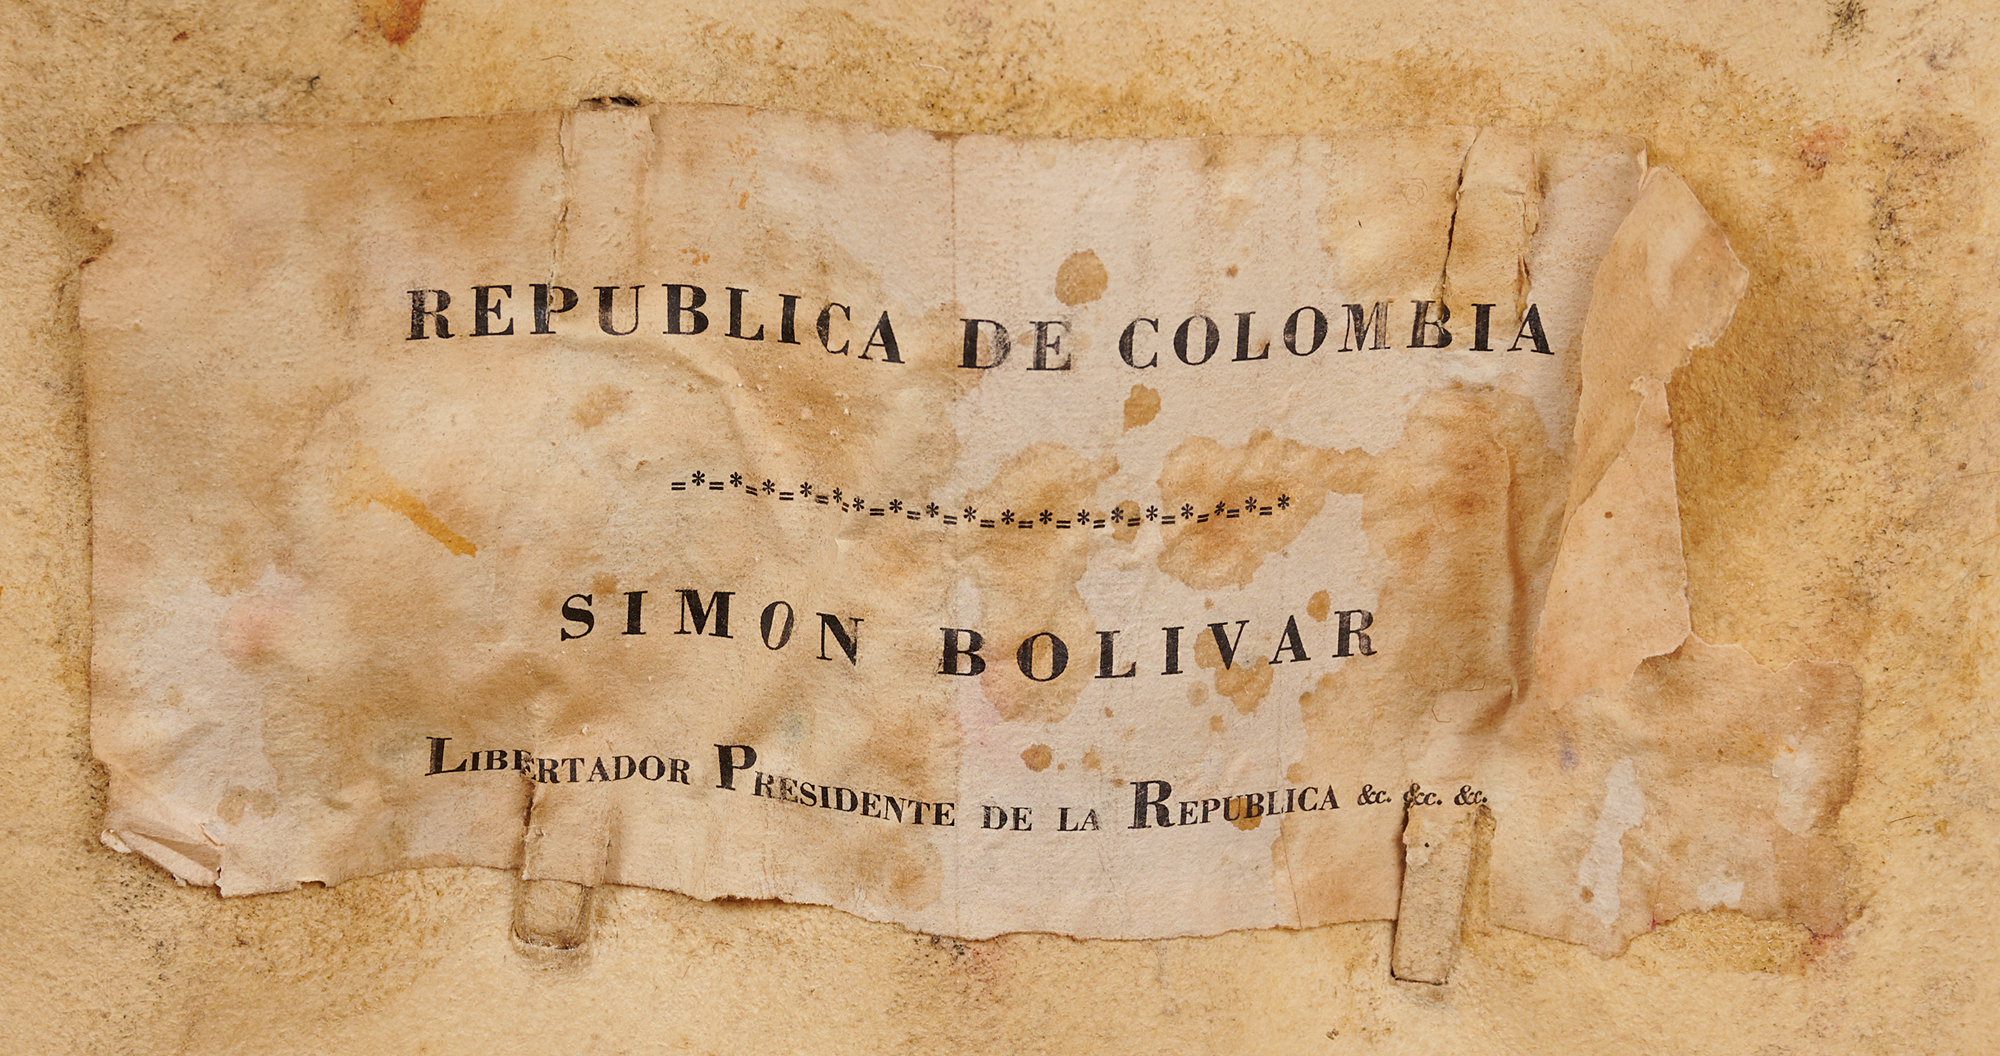 REPUBLICA DE COLOMBIA
=*=*=*=*=*=*=*=*=*=*=*=*=*=*=*=*=*
SIMON BOLIVAR
LIBERTADOR PRESIDENTE DE LA REPUBLICA &c. &c. &c.